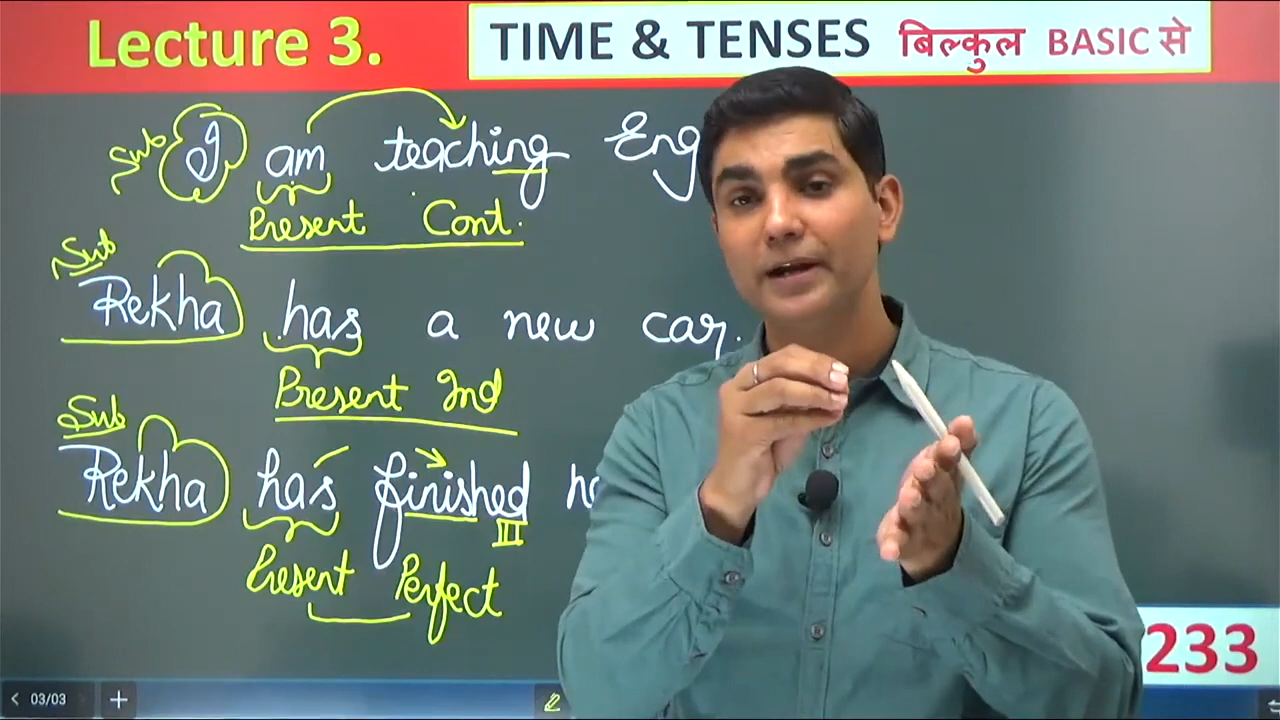 Lecture 3. TIME & TENSES बिल्कुल BASIC से
Sub I am teaching Eng
Present Cont.
Sub
Rekha has a new car.
Present Ind
Sub
Rekha has finished he
III
Present Perfect
233
03/03